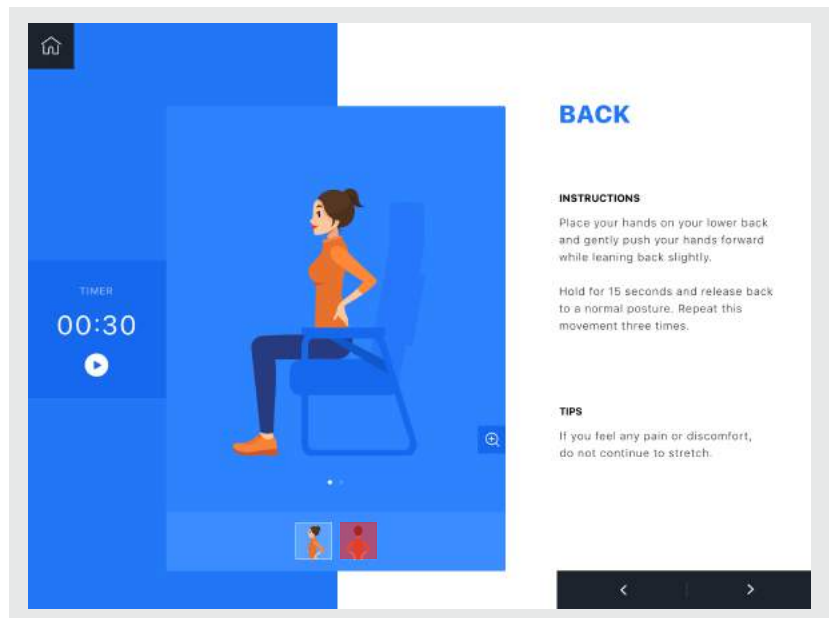 BACK
INSTRUCTIONS
Place your hands on your lower back
and gently push your hands forward
while leaning back slightly.
Hold for 15 seconds and release back
to a normal posture. Repeat this
movement three times.
TIMER
00:30
TIPS
If you feel any pain or discomfort,
do not continue to stretch.